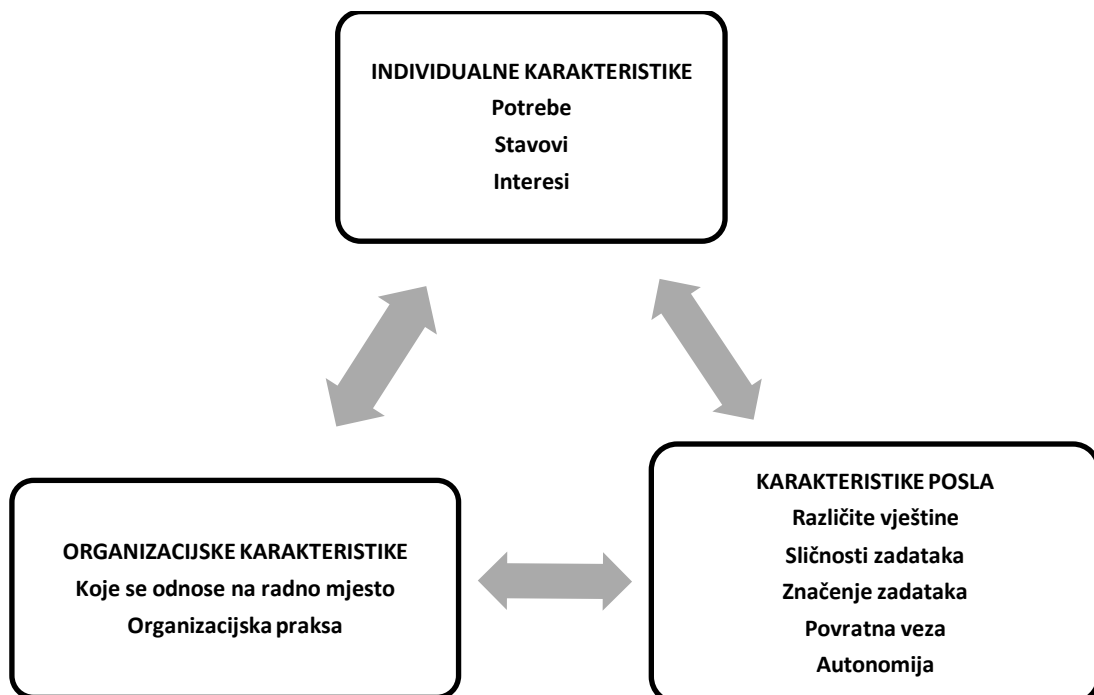 INDIVIDUALNE KARAKTERISTIKE
Potrebe
Stavovi
Interesi
ORGANIZACIJSKE KARAKTERISTIKE
Koje se odnose na radno mjesto
Organizacijska praksa
KARAKTERISTIKE POSLA
Različite vještine
Sličnosti zadataka
Značenje zadataka
Povratna veza
Autonomija